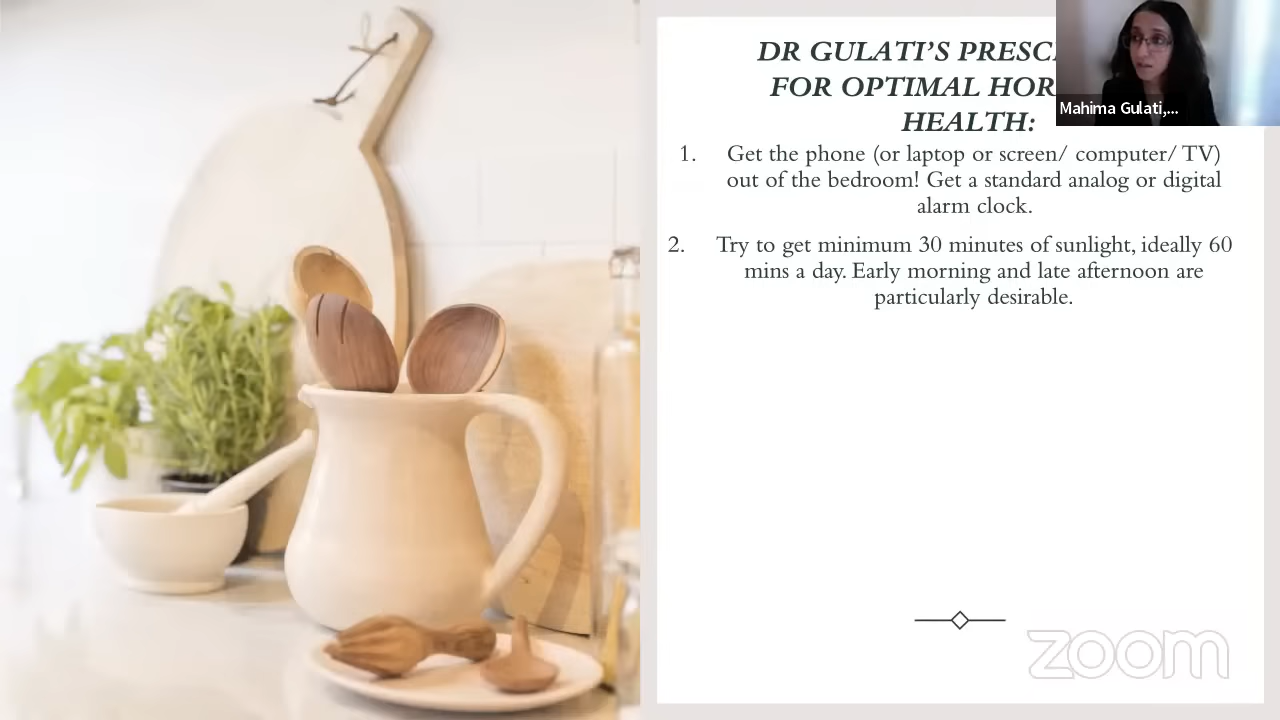 DR GULATI'S
FOR OPTIMAL
HEALTH:
1. Get the phone (or laptop or screen/ computer/ TV)
out of the bedroom! Get a standard analog or digital
alarm clock.
2. Try to get minimum 30 minutes of sunlight, ideally 60
mins a day. Early morning and late afternoon are
particularly desirable.
Mahima Gulati,...
zoom